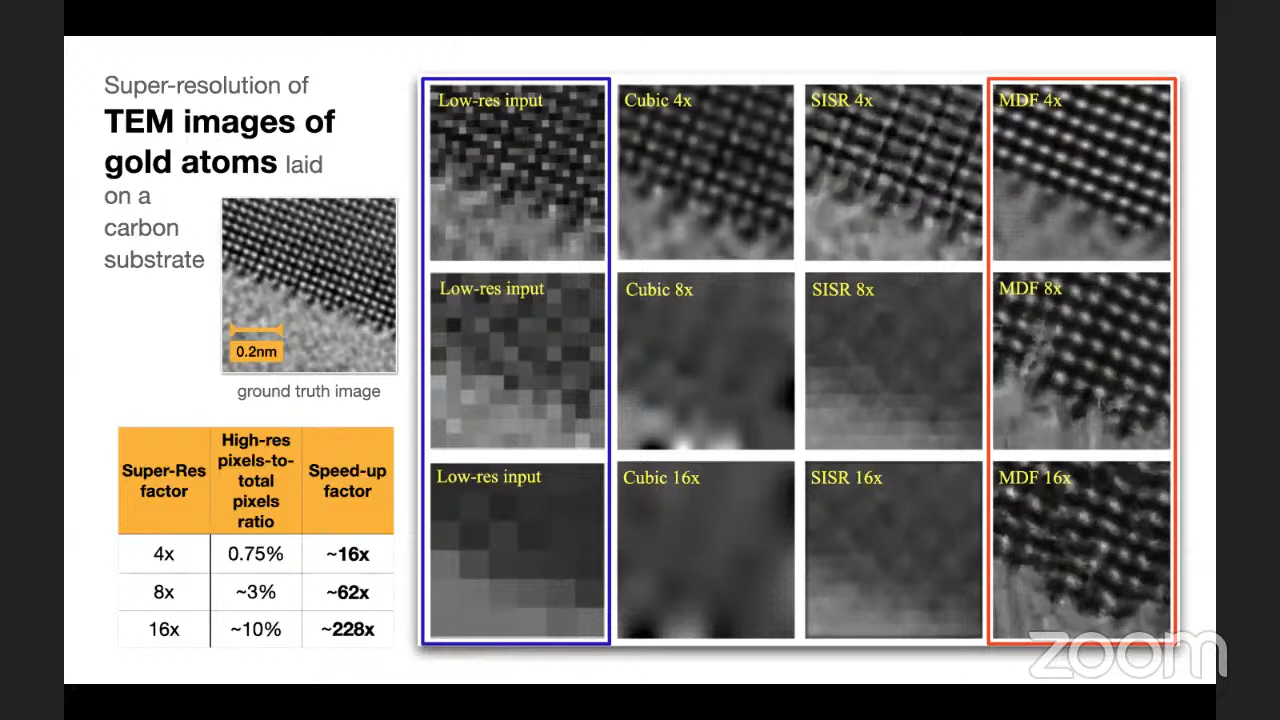 Super-resolution of
TEM images of
gold atoms laid
on a
carbon
substrate
0.2nm
ground truth image
Super-Res factor
High-res pixels-to-total pixels ratio
Speed-up factor
4x 0.75% ~16x
8x ~3% ~62x
16x ~10% ~228x
Low-res input Cubic 4x SISR 4x MDF 4x
Low-res input Cubic 8x SISR 8x MDF 8x
Low-res input Cubic 16x SISR 16x MDF 16x
zoom